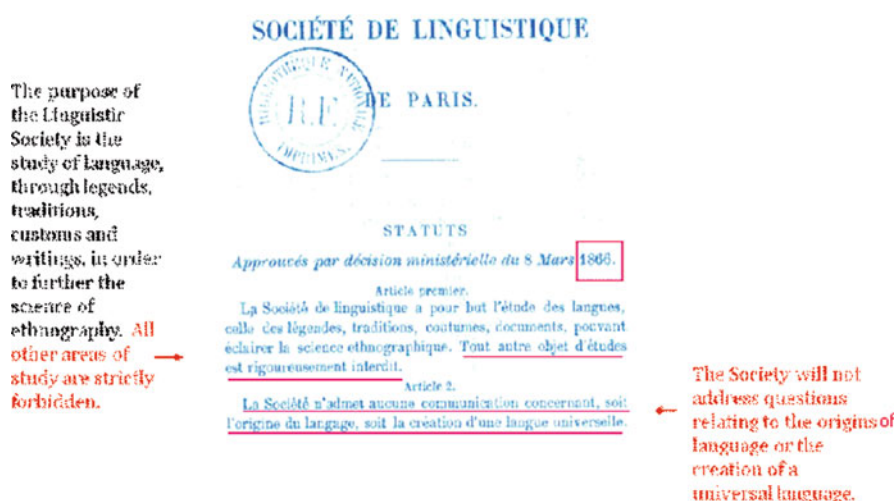 SOCIÉTÉ DE LINGUISTIQUE
DE PARIS.
BIBLIOTHÈQUE NATIONALE
R.F.
IMPRIMÉS.
The purpose of
the Linguistic
Society is the
study of language,
through legends,
traditions,
customs and
writings, in order
to further the
science of
ethnography. All
other areas of
study are strictly
forbidden.
STATUTS
Approuvés par décision ministérielle du 8 Mars 1866.
Article premier.
La Société de linguistique a pour but l'étude des langues,
celle des légendes, traditions, coutumes, documents, pouvant
éclairer la science ethnographique. Tout autre objet d'études
est rigoureusement interdit.
Article 2.
La Société n'admet aucune communication concernant, soit
l'origine du langage, soit la création d'une langue universelle.
The Society will not
address questions
relating to the origins of
language or the
creation of a
universal language.